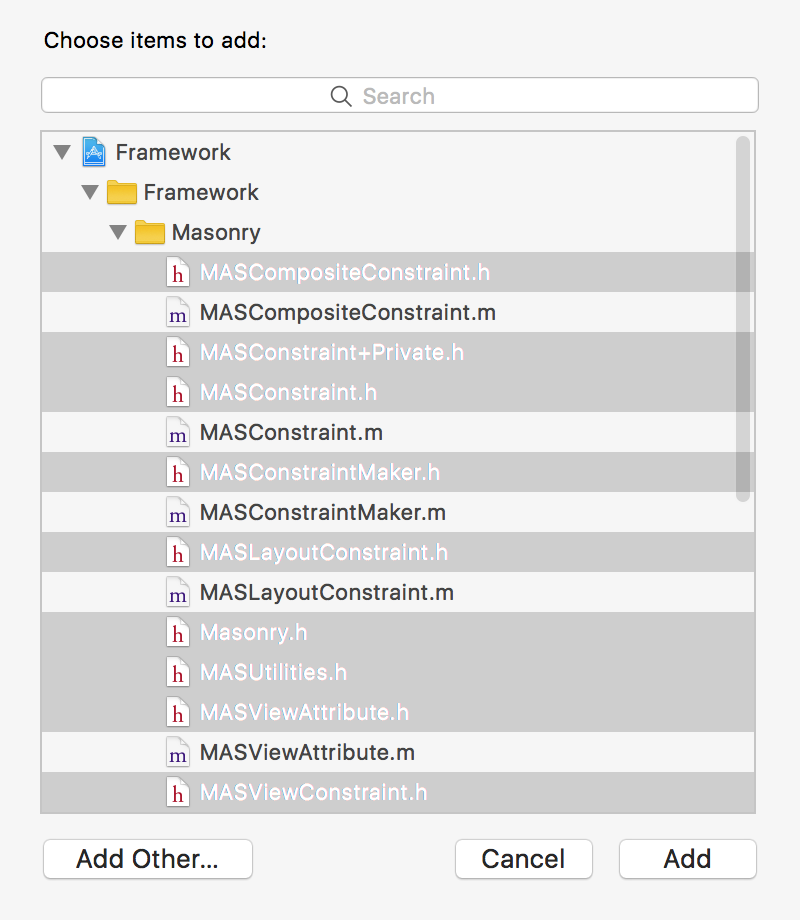 Choose items to add:
Search
Framework
Framework
Masonry
h MASCompositeConstraint.h
m MASCompositeConstraint.m
h MASConstraint+Private.h
h MASConstraint.h
m MASConstraint.m
h MASConstraintMaker.h
m MASConstraintMaker.m
h MASLayoutConstraint.h
m MASLayoutConstraint.m
h Masonry.h
h MASUtilities.h
h MASViewAttribute.h
m MASViewAttribute.m
h MASViewConstraint.h
Add Other... Cancel Add